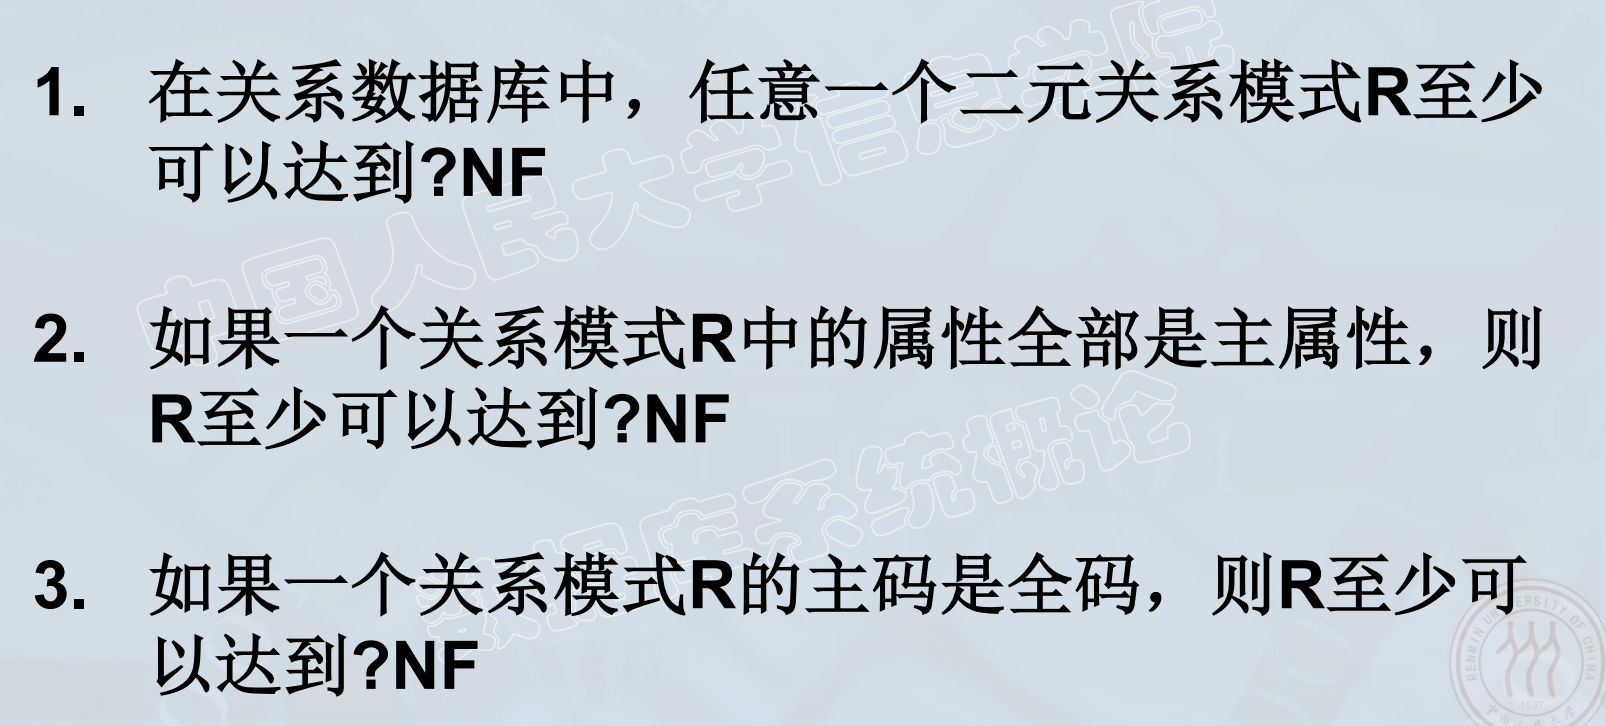 1. 在关系数据库中，任意一个二元关系模式R至少
可以达到?NF
2. 如果一个关系模式R中的属性全部是主属性，则
R至少可以达到?NF
3. 如果一个关系模式R的主码是全码，则R至少可
以达到?NF
中国人民大学信息学院
数据库系统概论
RENMIN UNIVERSITY OF CHINA
1937